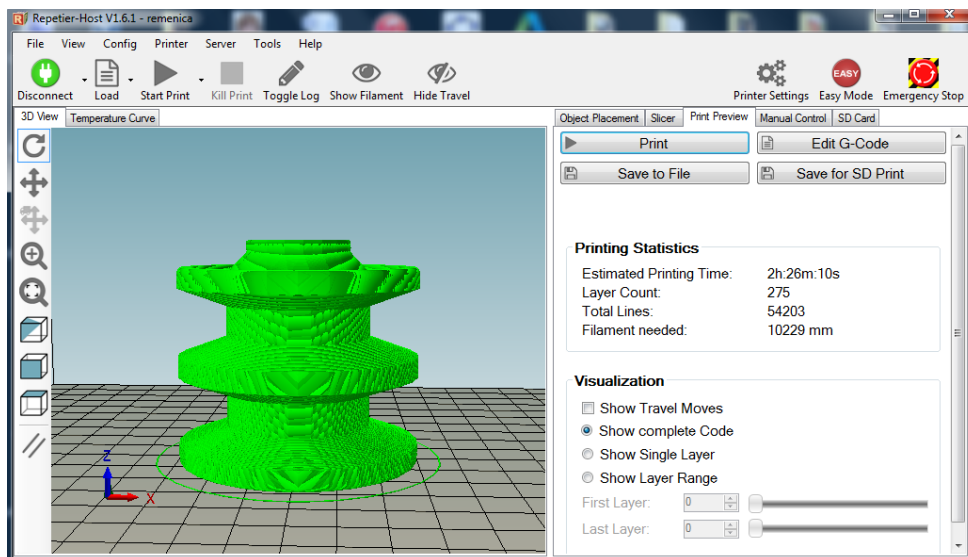 Repetier-Host V1.6.1 - remenica
File View Config Printer Server Tools Help
Disconnect Load Start Print Kill Print Toggle Log Show Filament Hide Travel Printer Settings Easy Mode Emergency Stop
EASY
3D View Temperature Curve
Object Placement Slicer Print Preview Manual Control SD Card
Print Edit G-Code
Save to File Save for SD Print
Printing Statistics
Estimated Printing Time: 2h:26m:10s
Layer Count: 275
Total Lines: 54203
Filament needed: 10229 mm
Visualization
Show Travel Moves
Show complete Code
Show Single Layer
Show Layer Range
First Layer: 0
Last Layer: 0
Z
X